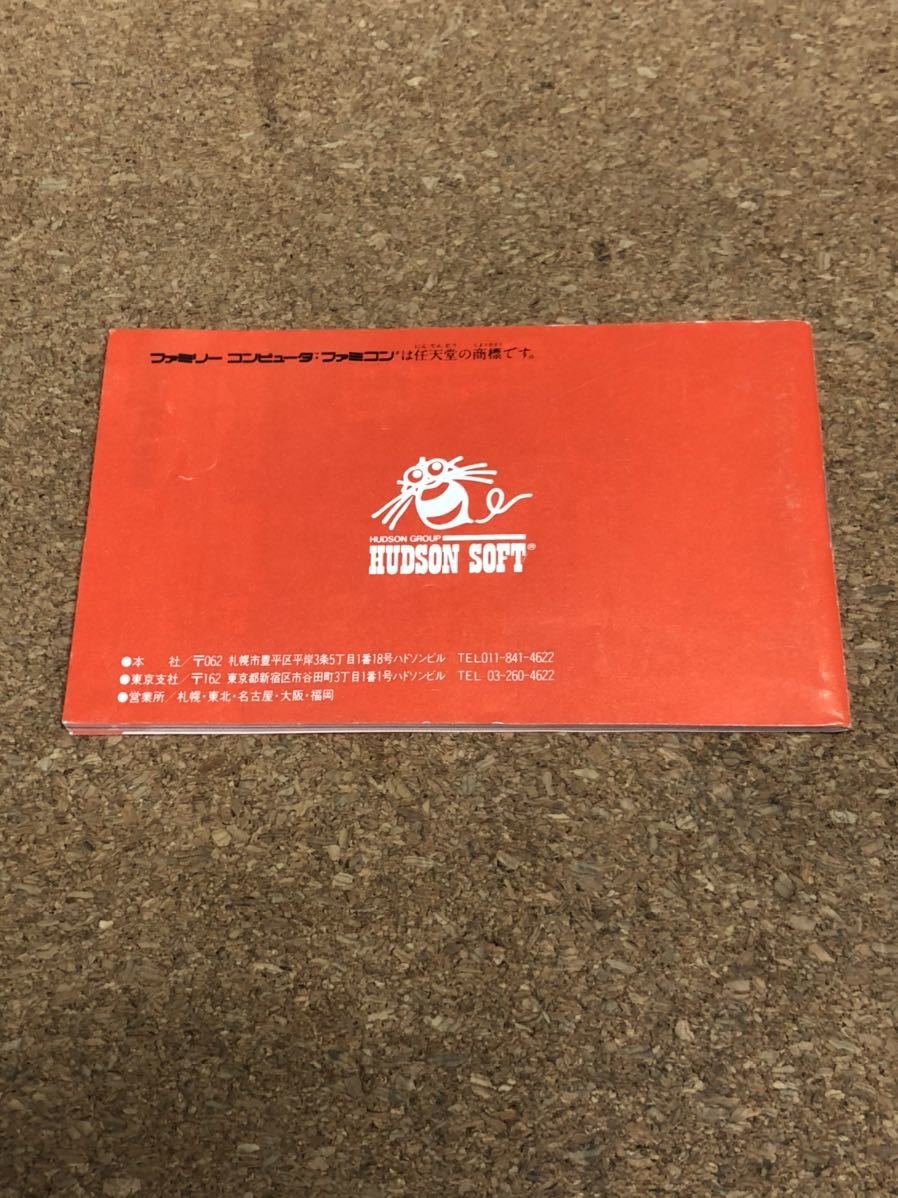 ファミリー コンピュータ・ファミコンは任天堂の商標です。
HUDSON GROUP
HUDSON SOFT®
●本 社/〒062 札幌市豊平区平岸3条5丁目1番18号ハドソンビル TEL011-841-4622
●東京支社/〒162 東京都新宿区市谷田町3丁目1番1号ハドソンビル TEL 03-260-4622
●営業所/札幌・東北・名古屋・大阪・福岡